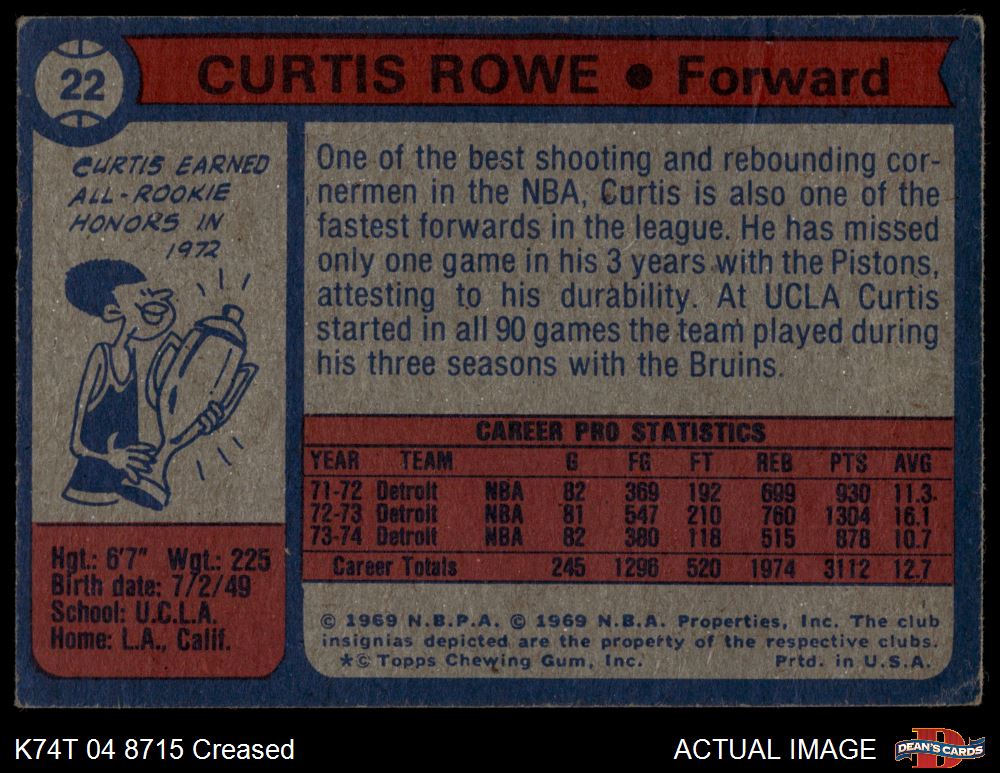 22
CURTIS ROWE ● Forward
CURTIS EARNED
ALL-ROOKIE
HONORS IN
1972
One of the best shooting and rebounding cor-
nermen in the NBA, Curtis is also one of the
fastest forwards in the league. He has missed
only one game in his 3 years with the Pistons,
attesting to his durability. At UCLA Curtis
started in all 90 games the team played during
his three seasons with the Bruins.
CAREER PRO STATISTICS
YEAR TEAM G FG FT REB PTS AVG
71-72 Detroit NBA 82 369 192 699 930 11.3
72-73 Detroit NBA 81 547 210 760 1304 16.1
73-74 Detroit NBA 82 380 118 515 878 10.7
Career Totals 245 1296 520 1974 3112 12.7
Hgt.: 6'7" Wgt.: 225
Birth date: 7/2/49
School: U.C.L.A.
Home: L.A., Calif.
© 1969 N.B.P.A. © 1969 N.B.A. Properties, Inc. The club
insignias depicted are the property of the respective clubs.
*© Topps Chewing Gum, Inc. Prtd. in U.S.A.
K74T 04 8715 Creased
ACTUAL IMAGE
D
DEAN'S CARDS